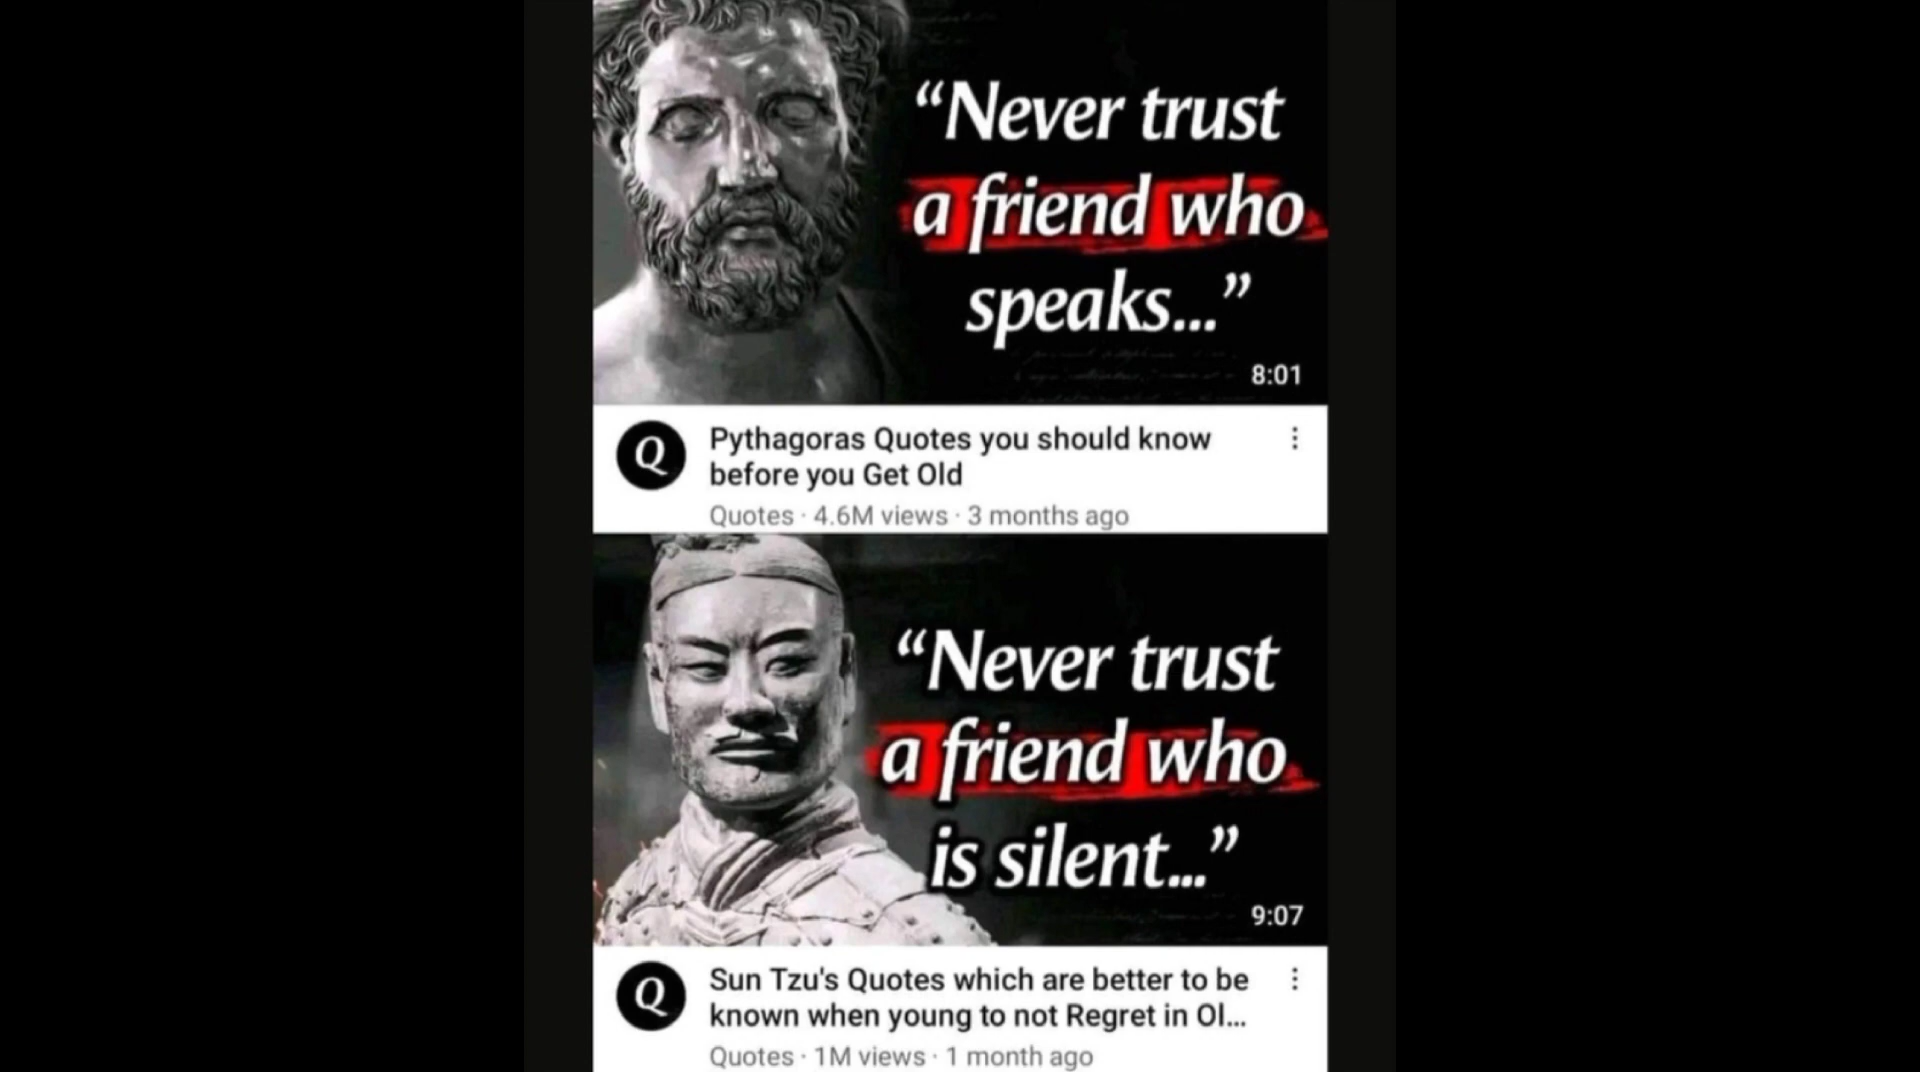 “Never trust
a friend who
speaks...”
8:01
Q
Pythagoras Quotes you should know
before you Get Old
Quotes · 4.6M views · 3 months ago
“Never trust
a friend who
is silent...”
9:07
Q
Sun Tzu's Quotes which are better to be
known when young to not Regret in Ol...
Quotes · 1M views · 1 month ago